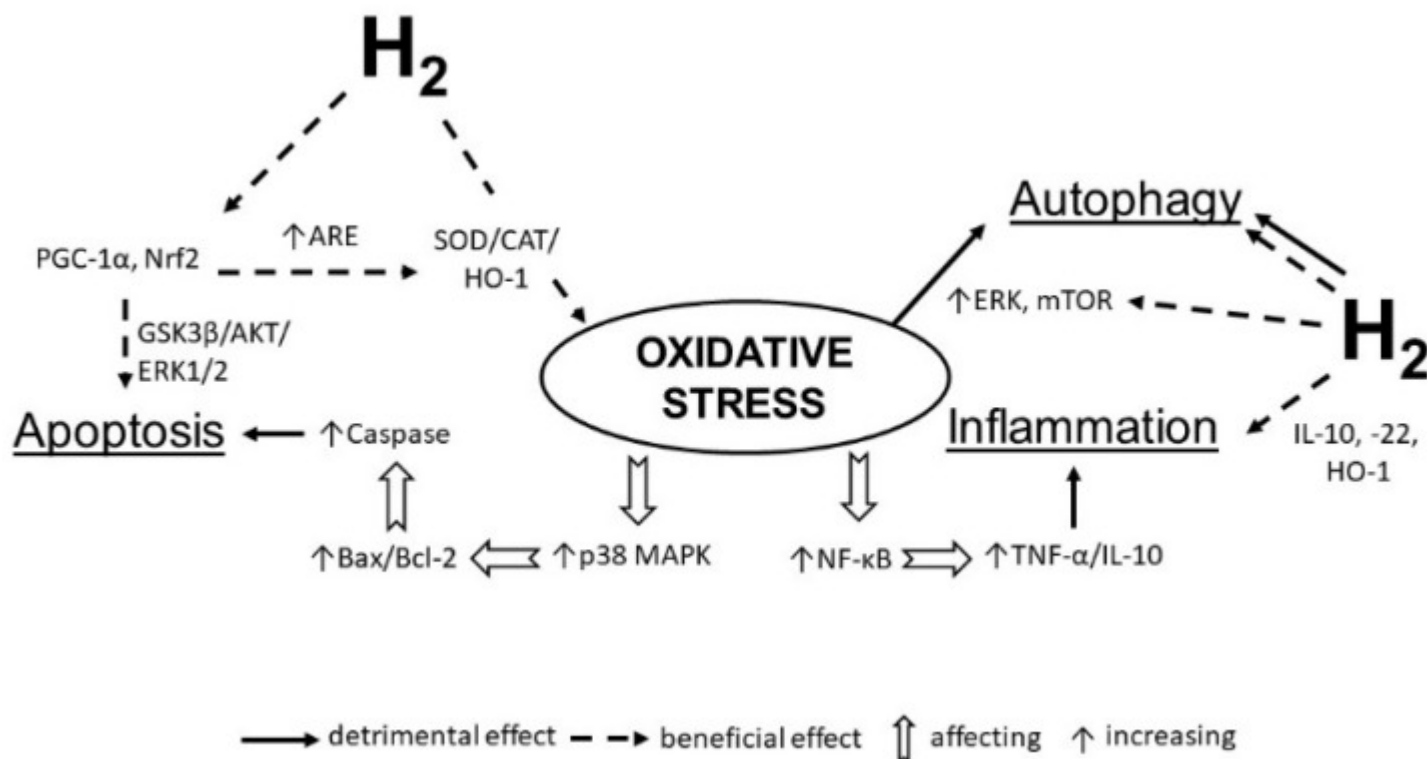 H₂
PGC-1α, Nrf2
↑ARE
SOD/CAT/
HO-1
GSK3β/AKT/
ERK1/2
Apoptosis
↑Caspase
↑Bax/Bcl-2
↑p38 MAPK
OXIDATIVE
STRESS
↑NF-κB
↑TNF-α/IL-10
Autophagy
↑ERK, mTOR
H₂
Inflammation
IL-10, -22,
HO-1
detrimental effect
beneficial effect
affecting
↑ increasing